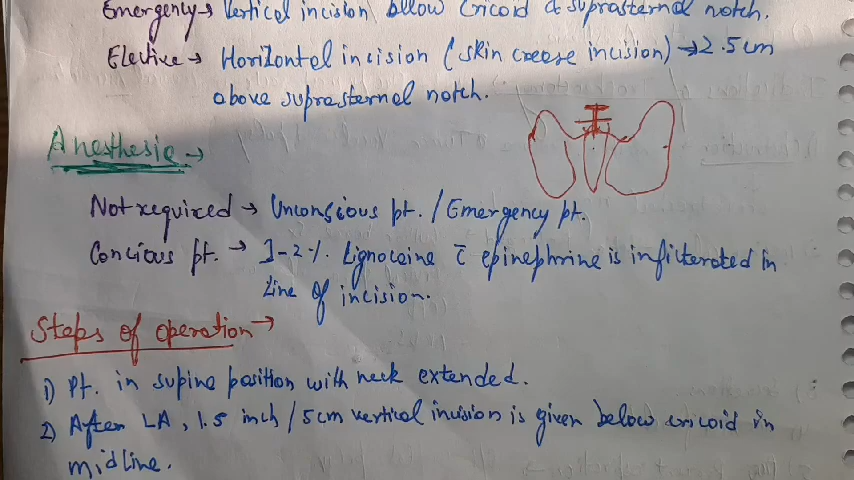 Emergency → Vertical incision below Cricoid & suprasternal notch.
Elective → Horizontal incision (skin crease incision) → 2.5 cm
above suprasternal notch.
Anesthesia →
Not required → Unconsious pt. / Emergency pt.
Concious pt. → 1-2%. Lignocaine c̄ epinephrine is infilterated in
Line of incision.
Steps of operation →
1) Pt. in supine position with neck extended.
2) After LA, 1.5 inch / 5cm vertical incision is given below cricoid in
midline.